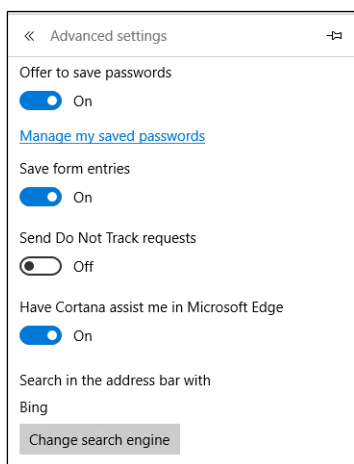 « Advanced settings
Offer to save passwords
On
Manage my saved passwords
Save form entries
On
Send Do Not Track requests
Off
Have Cortana assist me in Microsoft Edge
On
Search in the address bar with
Bing
Change search engine